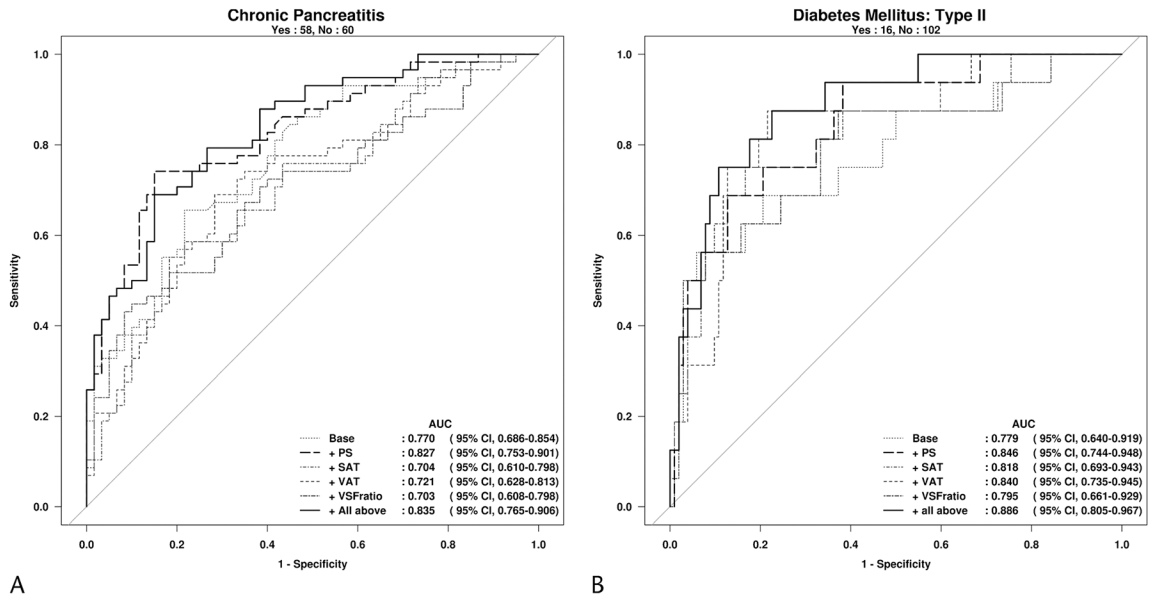 Chronic Pancreatitis
Yes : 58, No : 60
1.0
0.8
0.6
0.4
0.2
0.0
Sensitivity
AUC
Base : 0.770 ( 95% CI, 0.686-0.854)
+ PS : 0.827 ( 95% CI, 0.753-0.901)
+ SAT : 0.704 ( 95% CI, 0.610-0.798)
+ VAT : 0.721 ( 95% CI, 0.628-0.813)
+ VSFratio : 0.703 ( 95% CI, 0.608-0.798)
+ All above : 0.835 ( 95% CI, 0.765-0.906)
0.0 0.2 0.4 0.6 0.8 1.0
1 - Specificity
A
Diabetes Mellitus: Type II
Yes : 16, No : 102
1.0
0.8
0.6
0.4
0.2
0.0
Sensitivity
AUC
Base : 0.779 ( 95% CI, 0.640-0.919)
+ PS : 0.846 ( 95% CI, 0.744-0.948)
+ SAT : 0.818 ( 95% CI, 0.693-0.943)
+ VAT : 0.840 ( 95% CI, 0.735-0.945)
+ VSFratio : 0.795 ( 95% CI, 0.661-0.929)
+ all above : 0.886 ( 95% CI, 0.805-0.967)
0.0 0.2 0.4 0.6 0.8 1.0
1 - Specificity
B